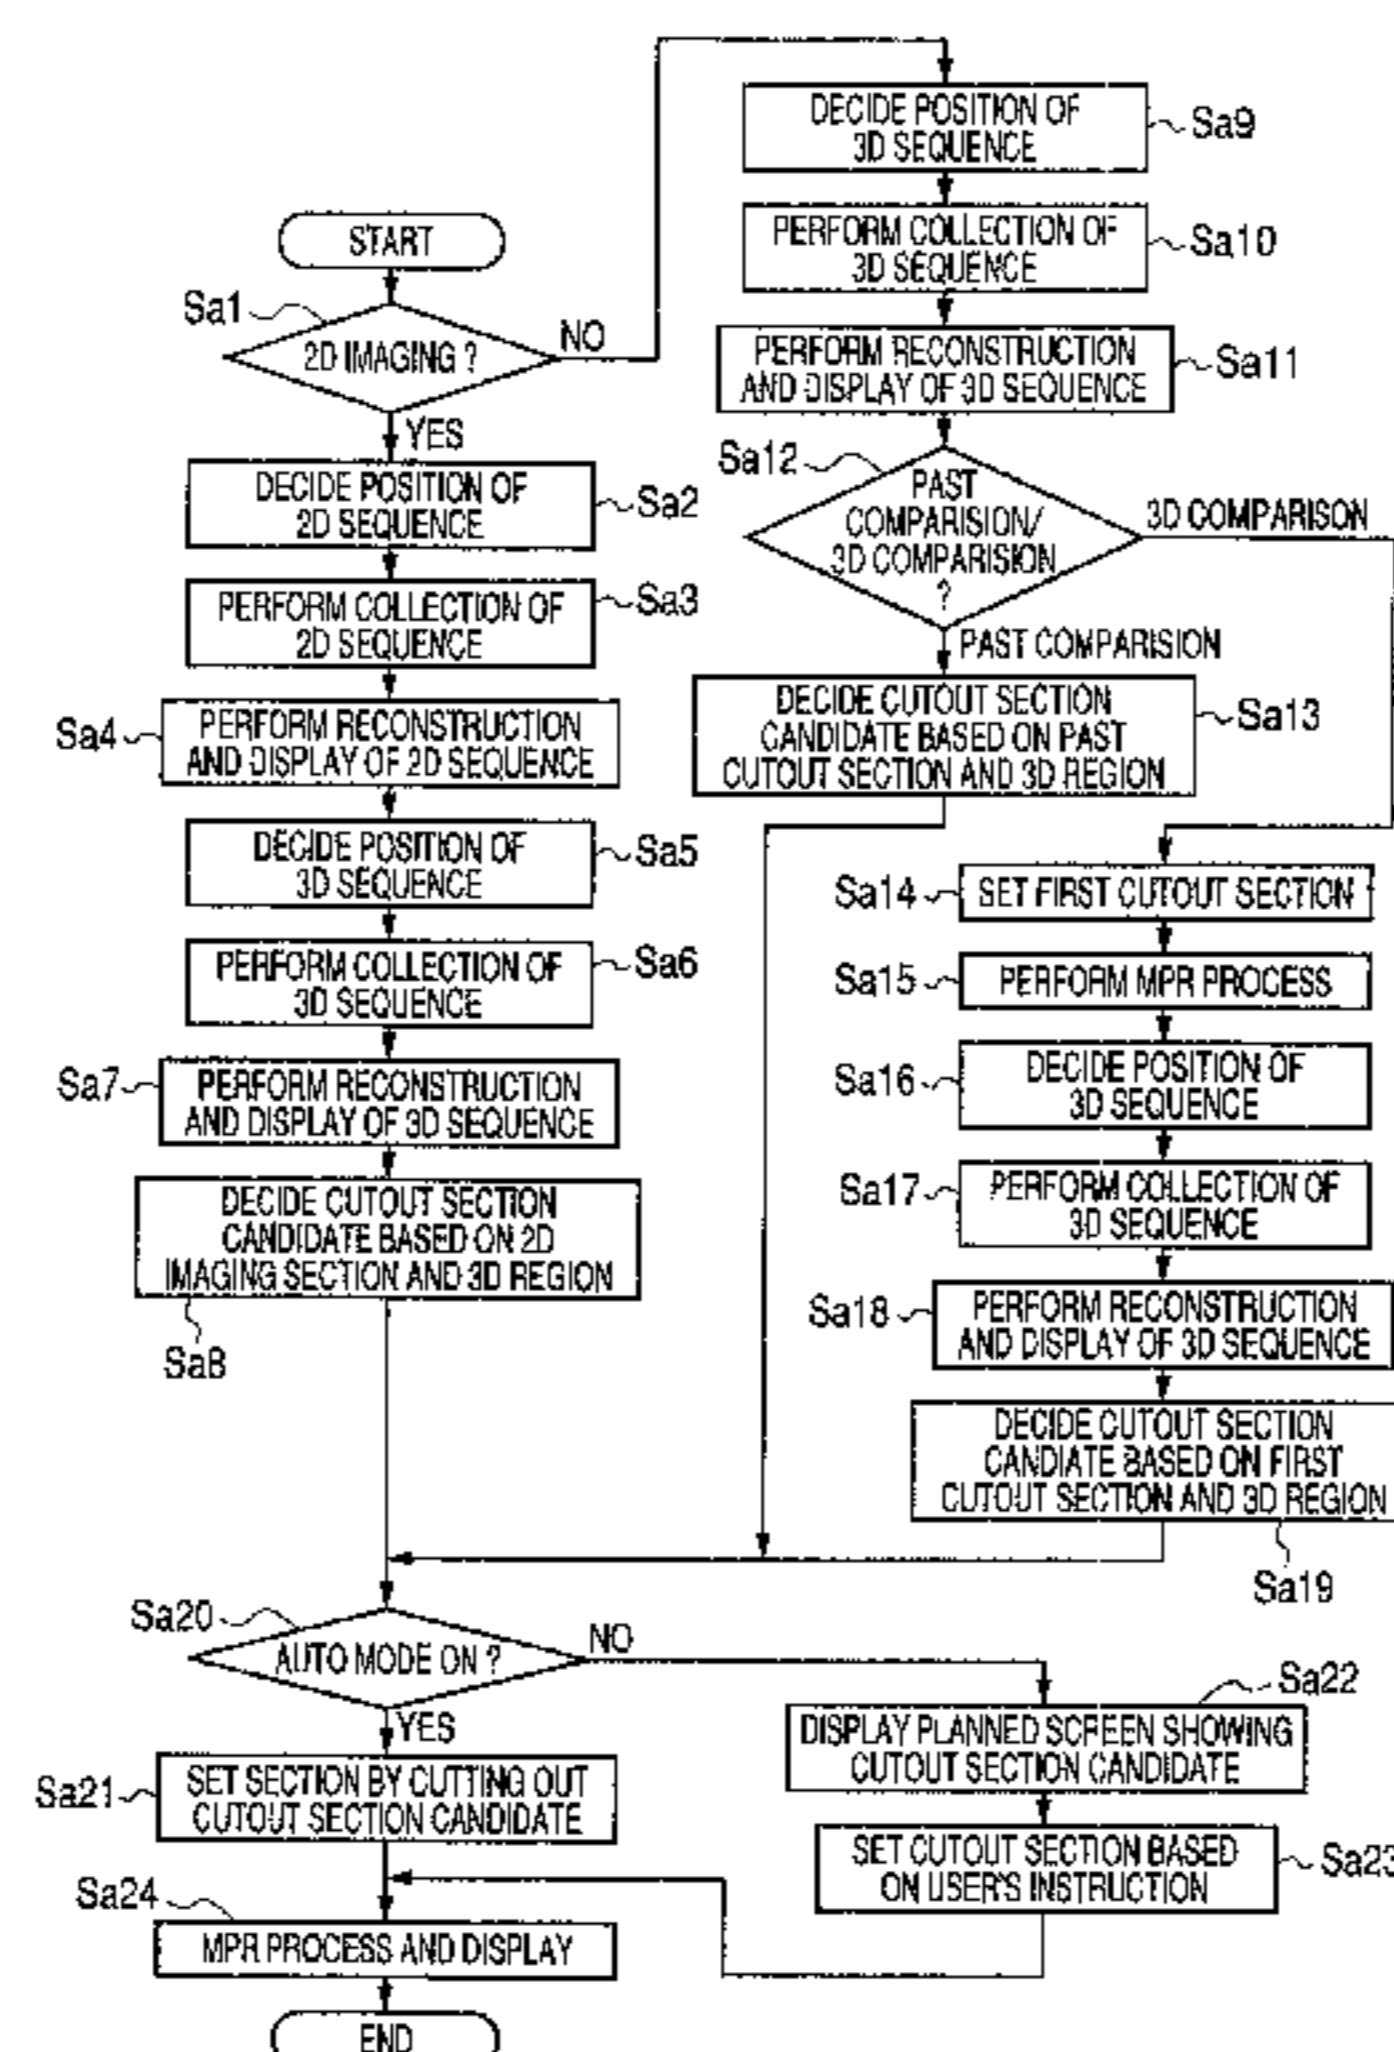 START
Sa1
2D IMAGING ?
NO
YES
DECIDE POSITION OF
2D SEQUENCE
Sa2
PERFORM COLLECTION OF
2D SEQUENCE
Sa3
Sa4
PERFORM RECONSTRUCTION
AND DISPLAY OF 2D SEQUENCE
DECIDE POSITION OF
3D SEQUENCE
Sa5
PERFORM COLLECTION OF
3D SEQUENCE
Sa6
Sa7
PERFORM RECONSTRUCTION
AND DISPLAY OF 3D SEQUENCE
DECIDE CUTOUT SECTION
CANDIDATE BASED ON 2D
IMAGING SECTION AND 3D REGION
Sa8
DECIDE POSITION OF
3D SEQUENCE
Sa9
PERFORM COLLECTION OF
3D SEQUENCE
Sa10
PERFORM RECONSTRUCTION
AND DISPLAY OF 3D SEQUENCE
Sa11
Sa12
PAST
COMPARISION/
3D COMPARISION
?
3D COMPARISON
PAST COMPARISION
DECIDE CUTOUT SECTION
CANDIDATE BASED ON PAST
CUTOUT SECTION AND 3D REGION
Sa13
Sa14
SET FIRST CUTOUT SECTION
Sa15
PERFORM MPR PROCESS
Sa16
DECIDE POSITION OF
3D SEQUENCE
Sa17
PERFORM COLLECTION OF
3D SEQUENCE
Sa18
PERFORM RECONSTRUCTION
AND DISPLAY OF 3D SEQUENCE
DECIDE CUTOUT SECTION
CANDIATE BASED ON FIRST
CUTOUT SECTION AND 3D REGION
Sa19
Sa20
AUTO MODE ON ?
NO
YES
Sa21
SET SECTION BY CUTTING OUT
CUTOUT SECTION CANDIDATE
Sa22
DISPLAY PLANNED SCREEN SHOWING
CUTOUT SECTION CANDIDATE
SET CUTOUT SECTION BASED
ON USER'S INSTRUCTION
Sa23
Sa24
MPR PROCESS AND DISPLAY
END